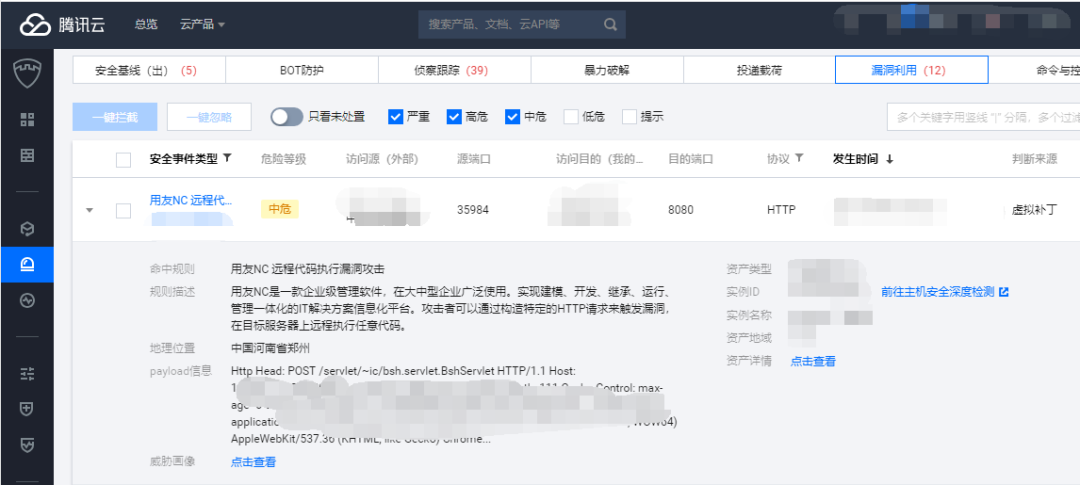 腾讯云 总览 云产品 搜索产品、文档、云API等
安全基线（出）（5） BOT防护 侦察跟踪（39） 暴力破解 投递载荷 漏洞利用（12） 命令与控
一键拦截 一键忽略 只看未处置 严重 高危 中危 低危 提示 多个关键字用竖线 "|" 分隔，多个过滤
安全事件类型 危险等级 访问源（外部） 源端口 访问目的（我的... 目的端口 协议 发生时间 判断来源
用友NC 远程代... 中危 35984 8080 HTTP 虚拟补丁
命中规则 用友NC 远程代码执行漏洞攻击 资产类型
规则描述 用友NC是一款企业级管理软件，在大中型企业广泛使用。实现建模、开发、继承、运行、 实例ID 前往主机安全深度检测
管理一体化的IT解决方案信息化平台。攻击者可以通过构造特定的HTTP请求来触发漏洞， 实例名称
在目标服务器上远程执行任意代码。 资产地域
地理位置 中国河南省郑州 资产详情 点击查看
payload信息 Http Head: POST /servlet/~ic/bsh.servlet.BshServlet HTTP/1.1 Host:
Control: max-
age
application WOW64)
AppleWebKit/537.36 (KHTML, like Gecko) Chrome...
威胁画像 点击查看